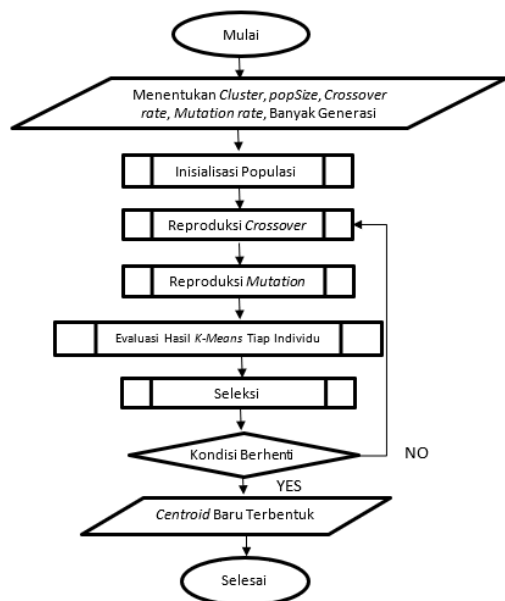 Mulai
Menentukan Cluster, popSize, Crossover
rate, Mutation rate, Banyak Generasi
Inisialisasi Populasi
Reproduksi Crossover
Reproduksi Mutation
Evaluasi Hasil K-Means Tiap Individu
Seleksi
Kondisi Berhenti
NO
YES
Centroid Baru Terbentuk
Selesai